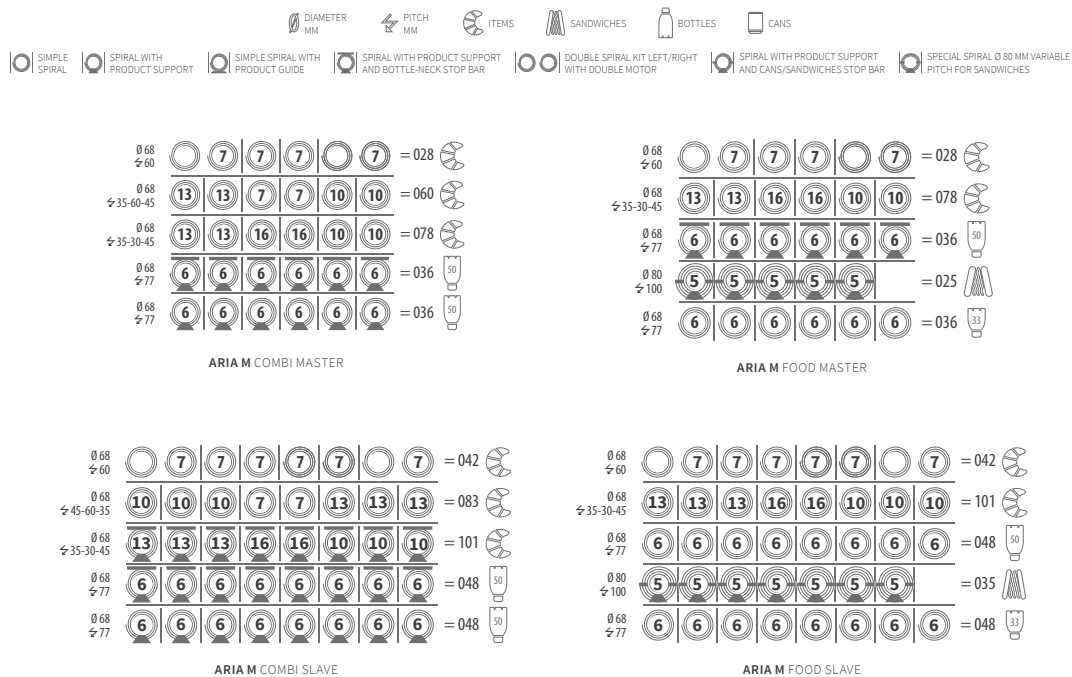 DIAMETER MM
PITCH MM
ITEMS
SANDWICHES
BOTTLES
CANS
SIMPLE SPIRAL
SPIRAL WITH PRODUCT SUPPORT
SIMPLE SPIRAL WITH PRODUCT GUIDE
SPIRAL WITH PRODUCT SUPPORT AND BOTTLE-NECK STOP BAR
DOUBLE SPIRAL KIT LEFT/RIGHT WITH DOUBLE MOTOR
SPIRAL WITH PRODUCT SUPPORT AND CANS/SANDWICHES STOP BAR
SPECIAL SPIRAL Ø 80 MM VARIABLE PITCH FOR SANDWICHES
Ø 68
60
7 7 7 7 = 028
Ø 68
35-60-45
13 13 7 7 10 10 = 060
Ø 68
35-30-45
13 13 16 16 10 10 = 078
Ø 68
77
6 6 6 6 6 6 = 036 50
Ø 68
77
6 6 6 6 6 6 = 036 50
ARIA M COMBI MASTER
Ø 68
60
7 7 7 7 = 028
Ø 68
35-30-45
13 13 16 16 10 10 = 078
Ø 68
77
6 6 6 6 6 6 = 036 50
Ø 80
100
5 5 5 5 5 = 025
Ø 68
77
6 6 6 6 6 6 = 036 33
ARIA M FOOD MASTER
Ø 68
60
7 7 7 7 7 7 = 042
Ø 68
45-60-35
10 10 10 7 7 13 13 13 = 083
Ø 68
35-30-45
13 13 13 16 16 10 10 10 = 101
Ø 68
77
6 6 6 6 6 6 6 6 = 048 50
Ø 68
77
6 6 6 6 6 6 6 6 = 048 50
ARIA M COMBI SLAVE
Ø 68
60
7 7 7 7 7 7 = 042
Ø 68
35-30-45
13 13 13 16 16 10 10 10 = 101
Ø 68
77
6 6 6 6 6 6 6 6 = 048 50
Ø 80
100
5 5 5 5 5 5 5 = 035
Ø 68
77
6 6 6 6 6 6 6 6 = 048 33
ARIA M FOOD SLAVE